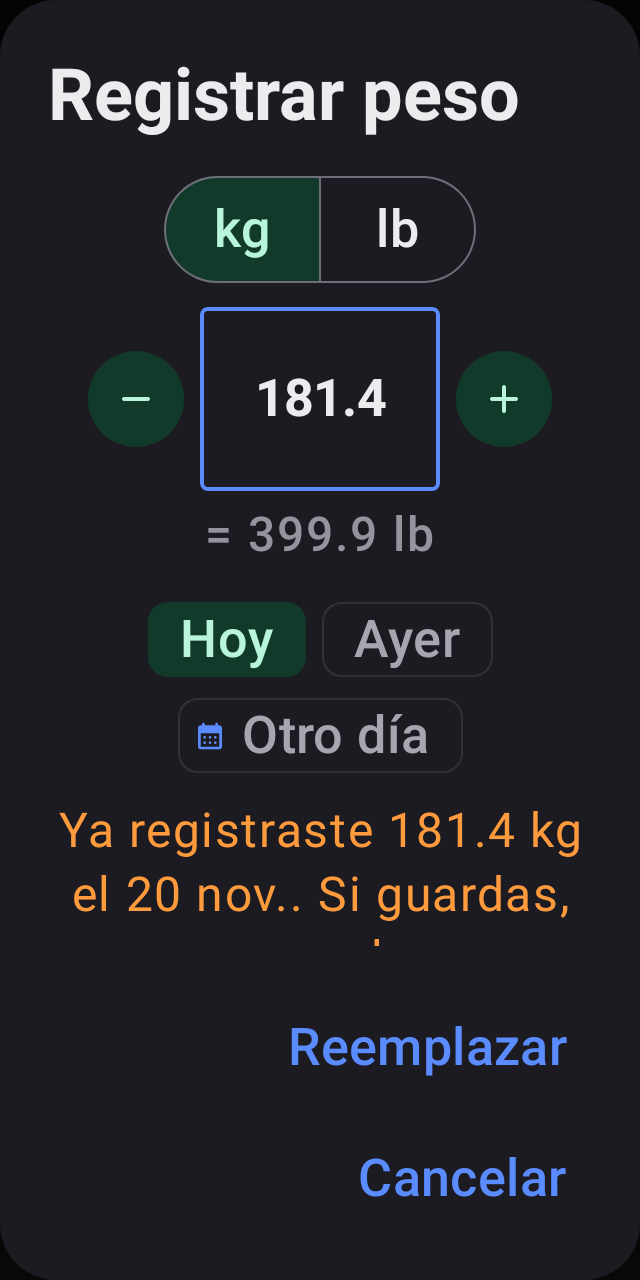 Registrar peso
kg lb
− 181.4 +
= 399.9 lb
Hoy Ayer
Otro día
Ya registraste 181.4 kg
el 20 nov.. Si guardas,
Reemplazar
Cancelar